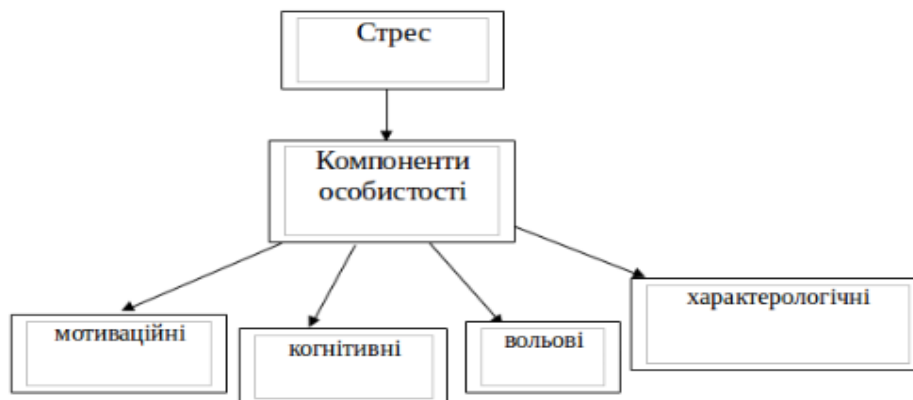 Стрес
Компоненти
особистості
мотиваційні
когнітивні
вольові
характерологічні